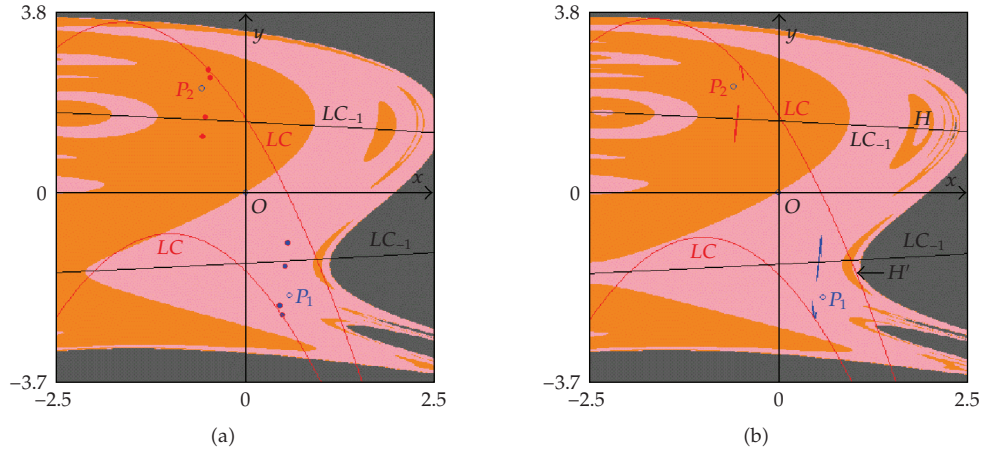 3.8
y
P₂
LC₋₁
LC
x
0
O
LC₋₁
LC
P₁
−3.7
−2.5
0
2.5
(a)
3.8
y
P₂
LC
H
LC₋₁
x
0
O
LC₋₁
LC
H′
P₁
−3.7
−2.5
0
2.5
(b)